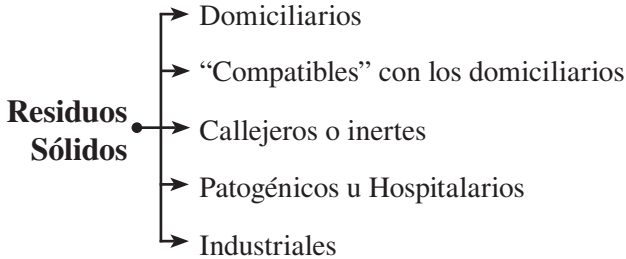 Residuos
Sólidos
Domiciliarios
“Compatibles” con los domiciliarios
Callejeros o inertes
Patogénicos u Hospitalarios
Industriales